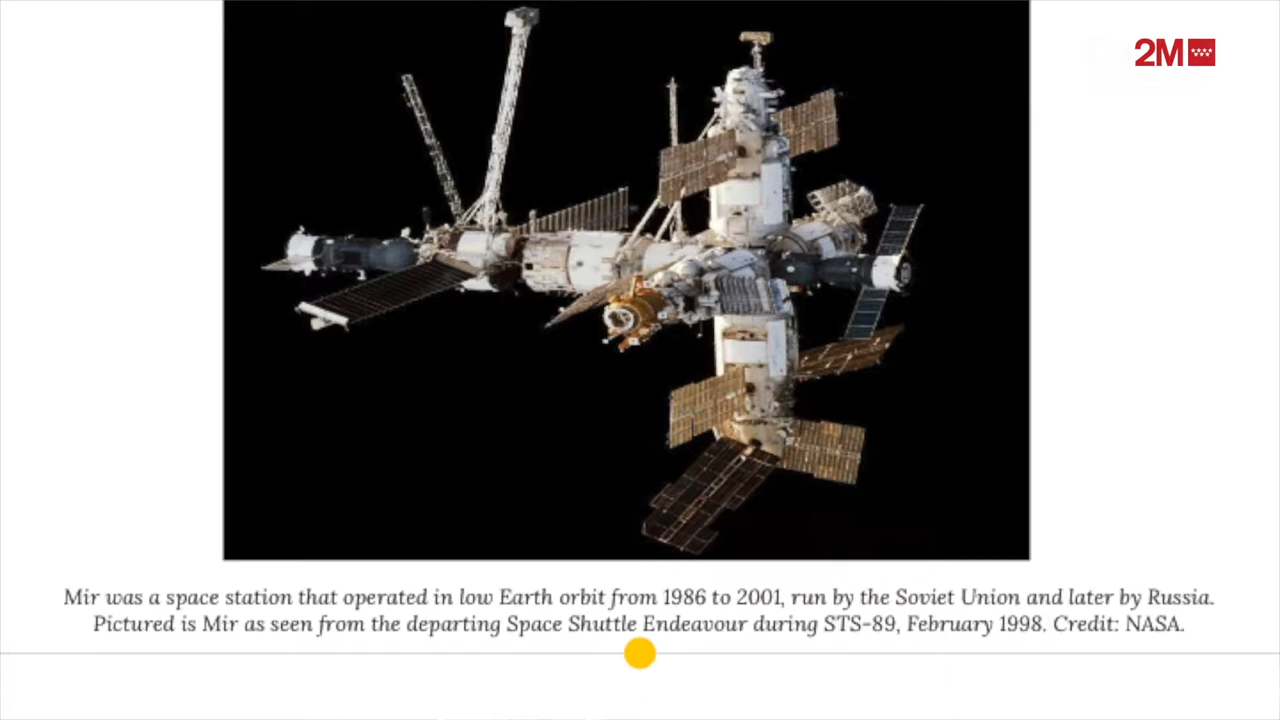 2M
Mir was a space station that operated in low Earth orbit from 1986 to 2001, run by the Soviet Union and later by Russia.
Pictured is Mir as seen from the departing Space Shuttle Endeavour during STS-89, February 1998. Credit: NASA.